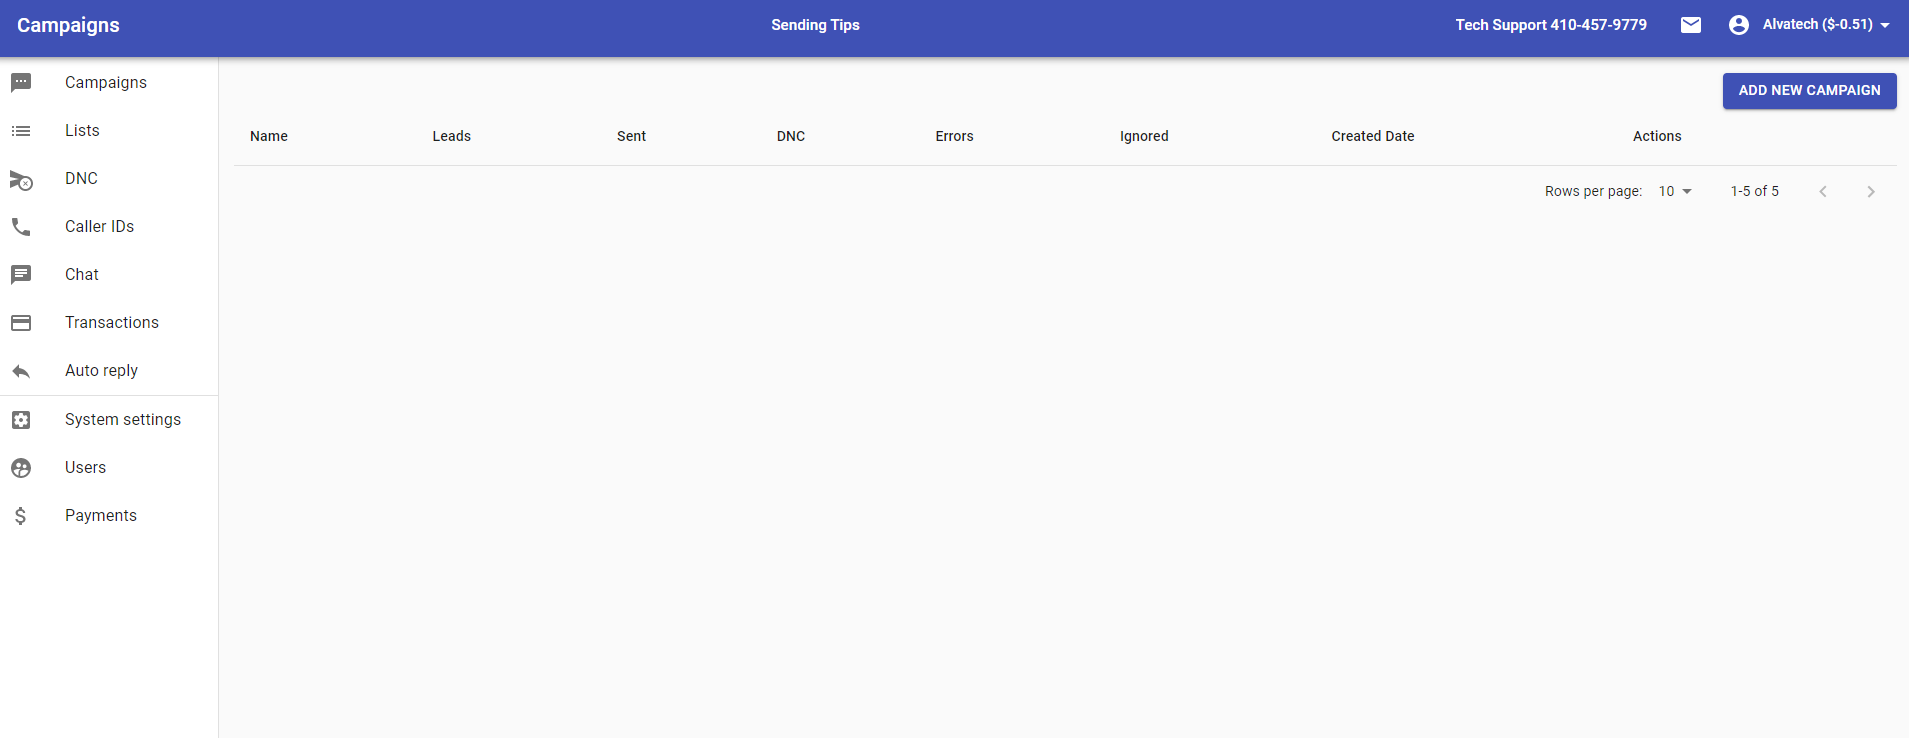 Campaigns
Sending Tips
Tech Support 410-457-9779
Alvatech ($-0.51)
Campaigns
Lists
DNC
Caller IDs
Chat
Transactions
Auto reply
System settings
Users
Payments
ADD NEW CAMPAIGN
Name Leads Sent DNC Errors Ignored Created Date Actions
Rows per page: 10 1-5 of 5